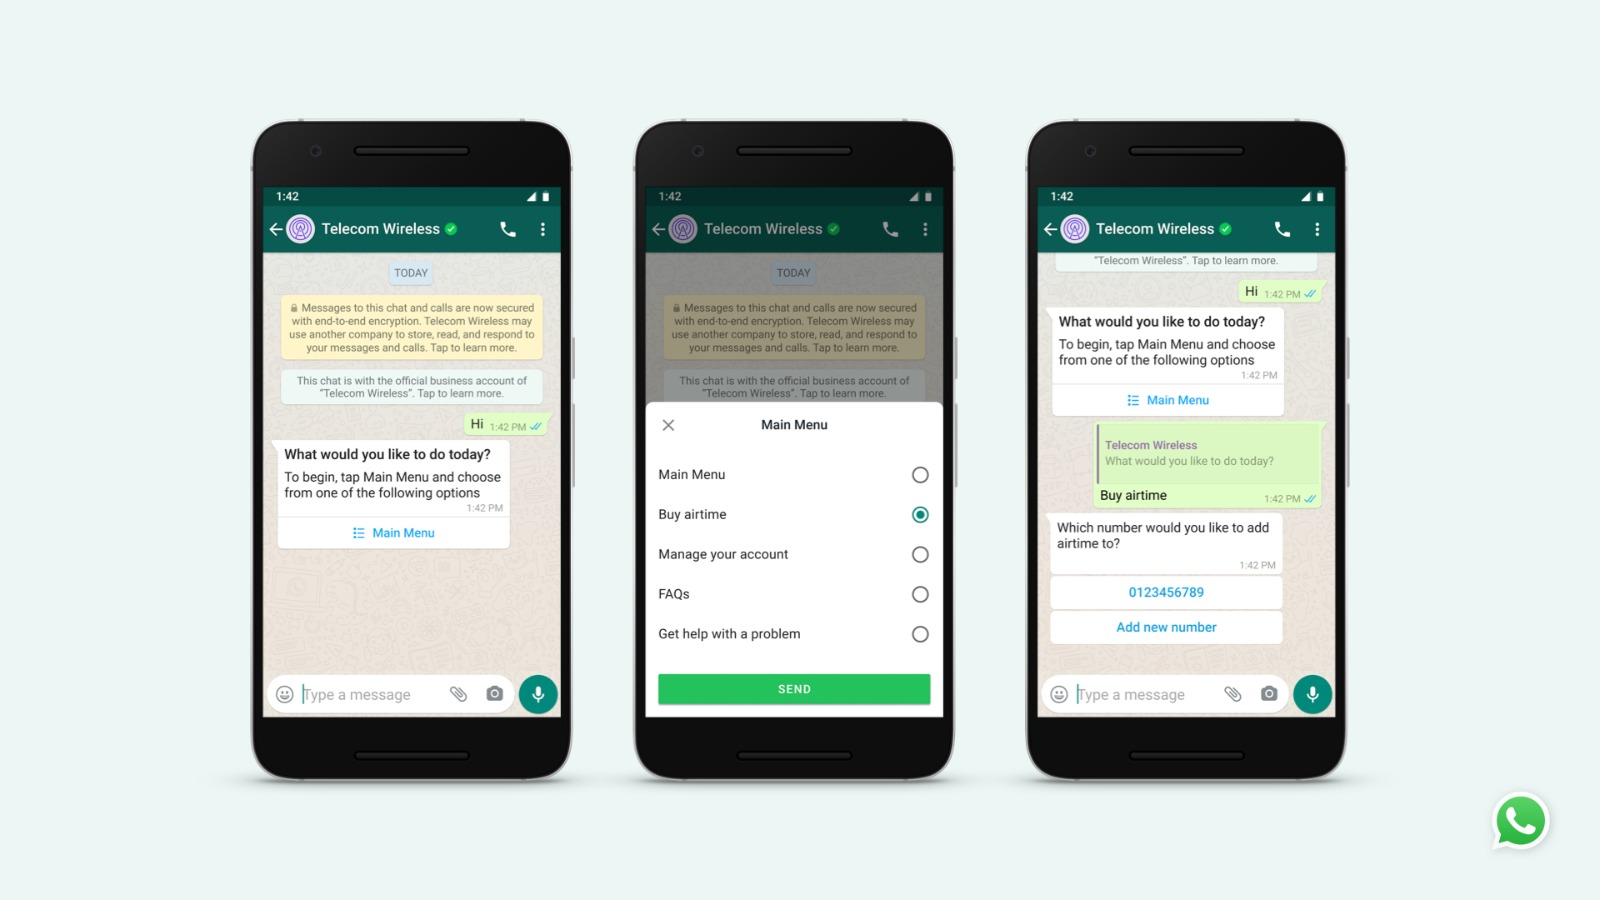 1:42
Telecom Wireless
TODAY
Messages to this chat and calls are now secured
with end-to-end encryption. Telecom Wireless may
use another company to store, read, and respond to
your messages and calls. Tap to learn more.
This chat is with the official business account of
“Telecom Wireless”. Tap to learn more.
Hi 1:42 PM
What would you like to do today?
To begin, tap Main Menu and choose
from one of the following options
1:42 PM
Main Menu
Type a message
1:42
Telecom Wireless
TODAY
Messages to this chat and calls are now secured
with end-to-end encryption. Telecom Wireless may
use another company to store, read, and respond to
your messages and calls. Tap to learn more.
This chat is with the official business account of
“Telecom Wireless”. Tap to learn more.
Main Menu
Main Menu
Buy airtime
Manage your account
FAQs
Get help with a problem
SEND
1:42
Telecom Wireless
“Telecom Wireless”. Tap to learn more.
Hi 1:42 PM
What would you like to do today?
To begin, tap Main Menu and choose
from one of the following options
1:42 PM
Main Menu
Telecom Wireless
What would you like to do today?
Buy airtime 1:42 PM
Which number would you like to add
airtime to?
1:42 PM
0123456789
Add new number
Type a message